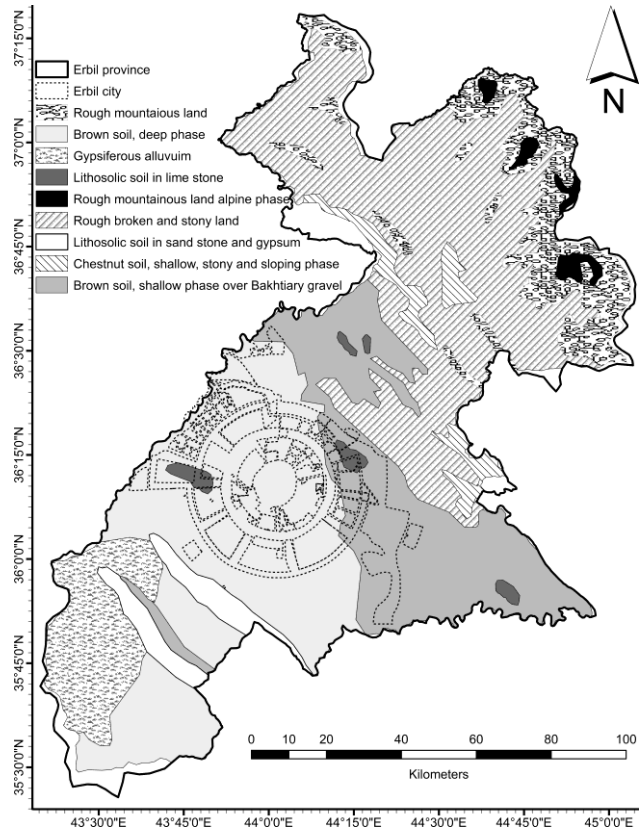 37°15'0"N
37°0'0"N
36°45'0"N
36°30'0"N
36°15'0"N
36°0'0"N
35°45'0"N
35°30'0"N
N
Erbil province
Erbil city
Rough mountaious land
Brown soil, deep phase
Gypsiferous alluvuim
Lithosolic soil in lime stone
Rough mountainous land alpine phase
Rough broken and stony land
Lithosolic soil in sand stone and gypsum
Chestnut soil, shallow, stony and sloping phase
Brown soil, shallow phase over Bakhtiary gravel
0 10 20 40 60 80 100
Kilometers
43°30'0"E 43°45'0"E 44°0'0"E 44°15'0"E 44°30'0"E 44°45'0"E 45°0'0"E